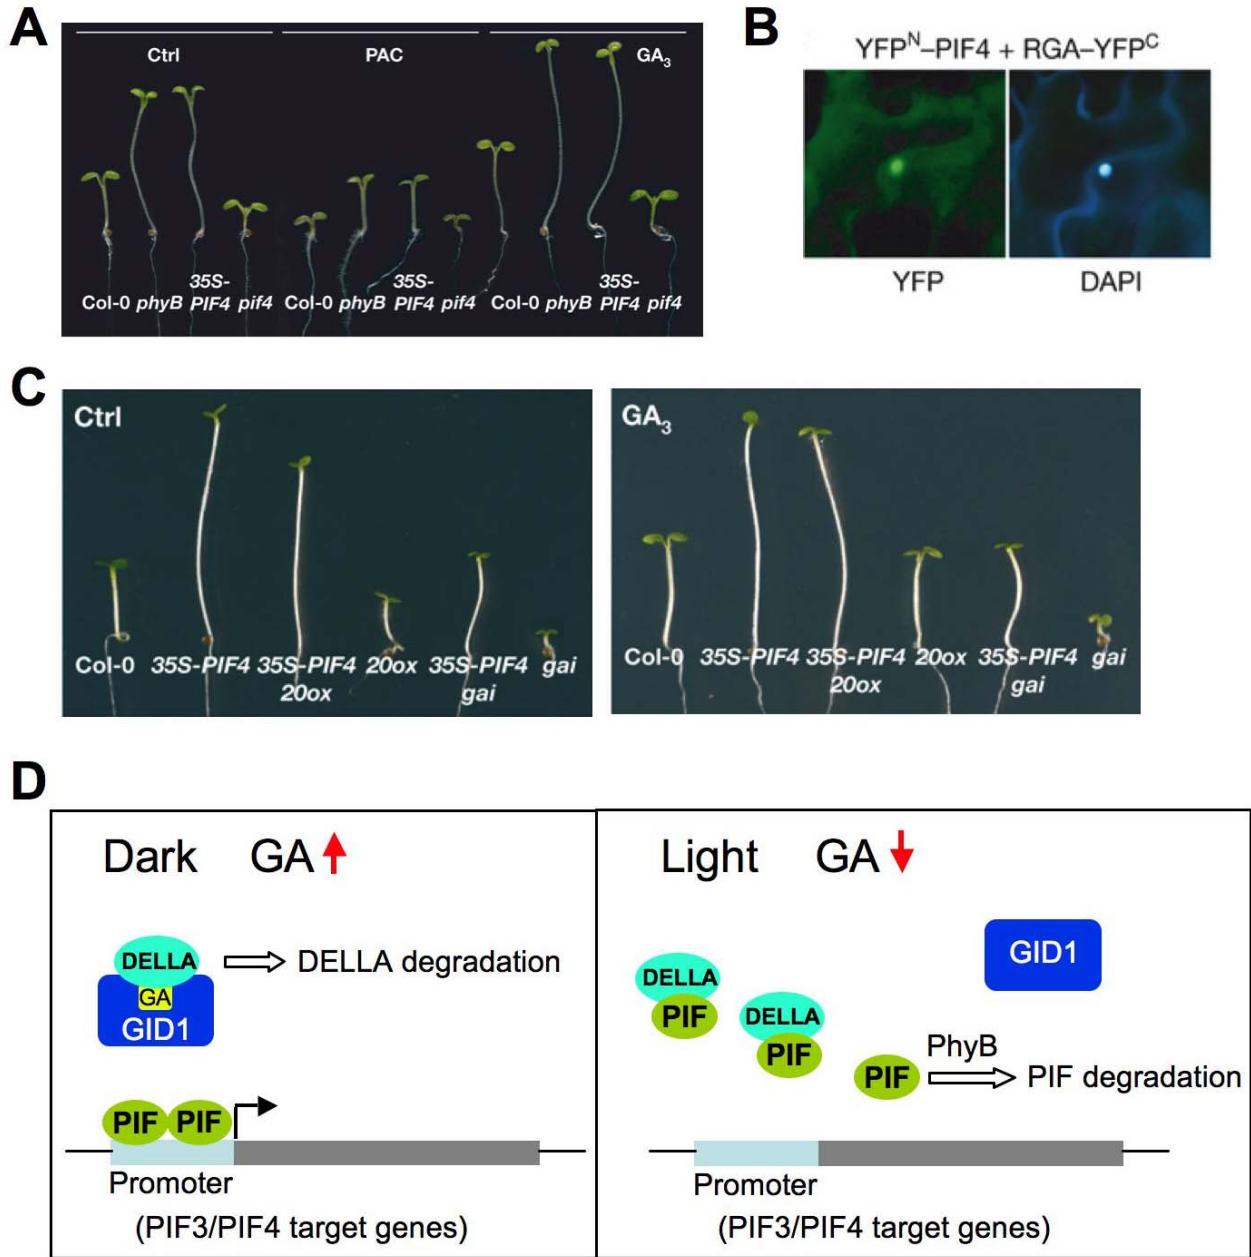 A
Ctrl PAC GA3
35S- 35S- 35S-
Col-0 phyB PIF4 pif4 Col-0 phyB PIF4 pif4 Col-0 phyB PIF4 pif4
B
YFPN–PIF4 + RGA–YFPC
YFP DAPI
C
Ctrl
Col-0 35S-PIF4 35S-PIF4 20ox 35S-PIF4 gai
20ox gai
GA3
Col-0 35S-PIF4 35S-PIF4 20ox 35S-PIF4 gai
20ox gai
D
Dark GA
DELLA
GA
GID1
DELLA degradation
PIF PIF
Promoter
(PIF3/PIF4 target genes)
Light GA
GID1
DELLA
PIF
DELLA
PIF
PIF
PhyB
PIF degradation
Promoter
(PIF3/PIF4 target genes)